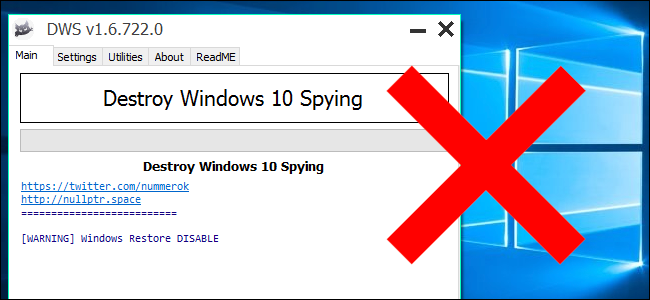 DWS v1.6.722.0
Main Settings Utilities About ReadME
Destroy Windows 10 Spying
Destroy Windows 10 Spying
https://twitter.com/nummerok
http://nullptr.space
==========================
[WARNING] Windows Restore DISABLE